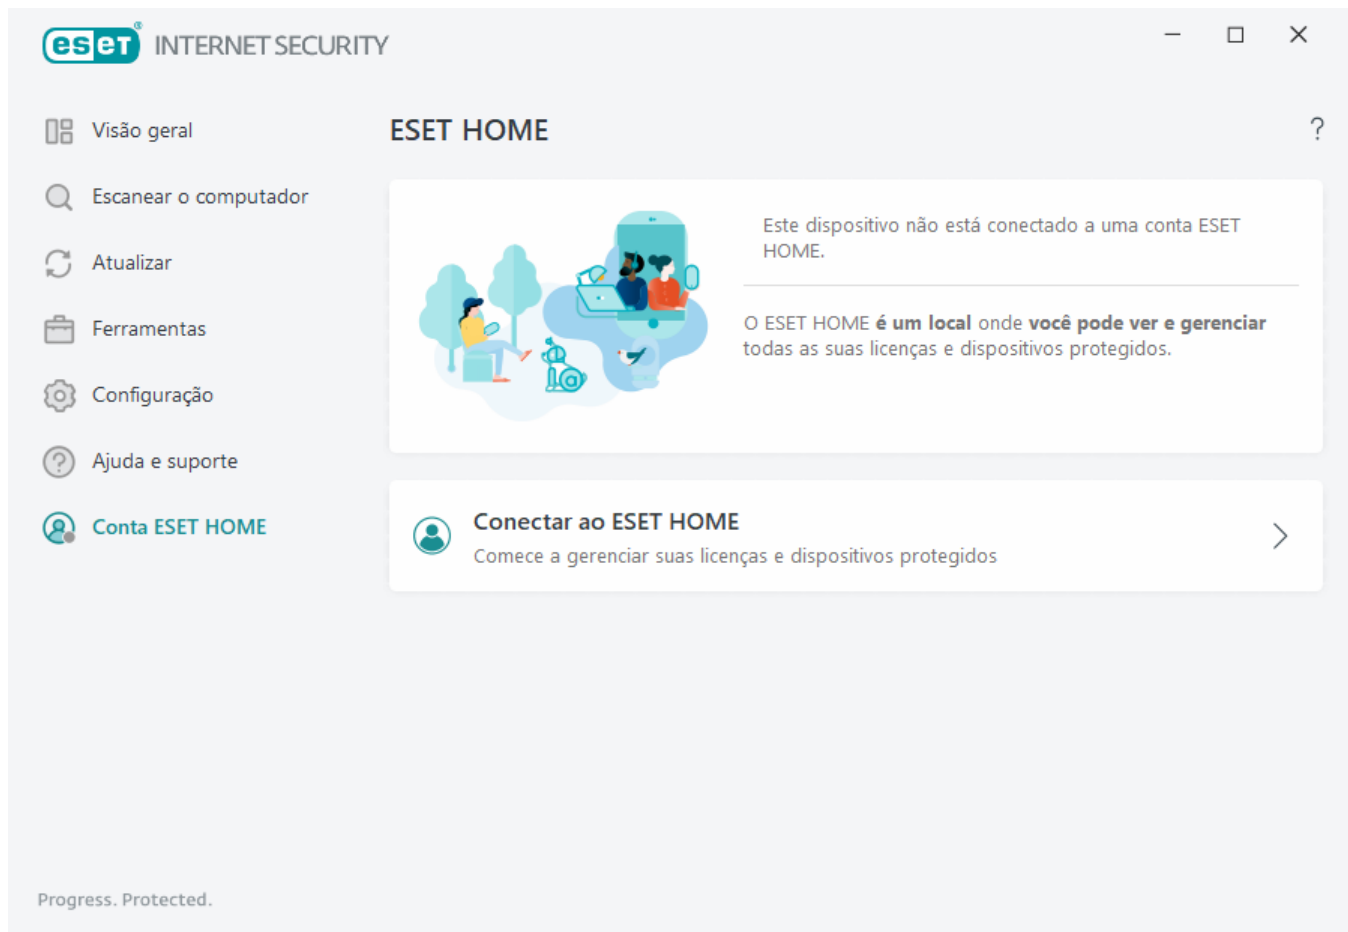 eset® INTERNET SECURITY
Visão geral
Escanear o computador
Atualizar
Ferramentas
Configuração
Ajuda e suporte
Conta ESET HOME
ESET HOME
?
Este dispositivo não está conectado a uma conta ESET
HOME.
O ESET HOME é um local onde você pode ver e gerenciar
todas as suas licenças e dispositivos protegidos.
Conectar ao ESET HOME
Comece a gerenciar suas licenças e dispositivos protegidos
Progress. Protected.